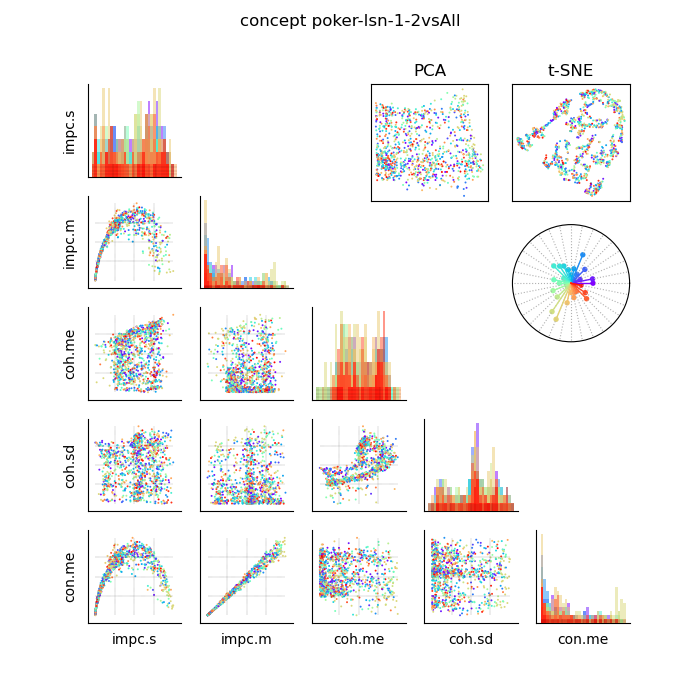 concept poker-lsn-1-2vsAll
PCA
t-SNE
impc.s
impc.m
coh.me
coh.sd
con.me
impc.s
impc.m
coh.me
coh.sd
con.me